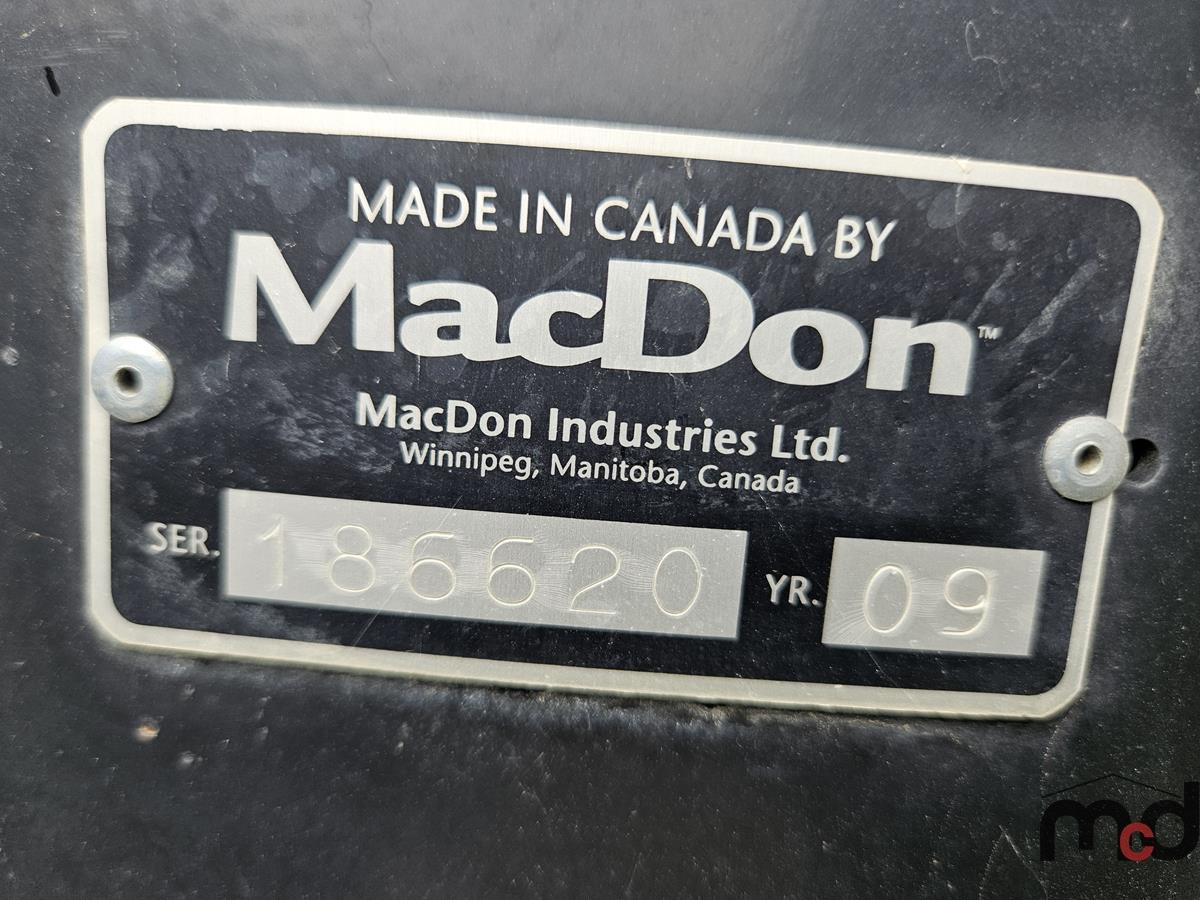 MADE IN CANADA BY
MacDon™
MacDon Industries Ltd.
Winnipeg, Manitoba, Canada
SER. 186620 YR. 09
mcd